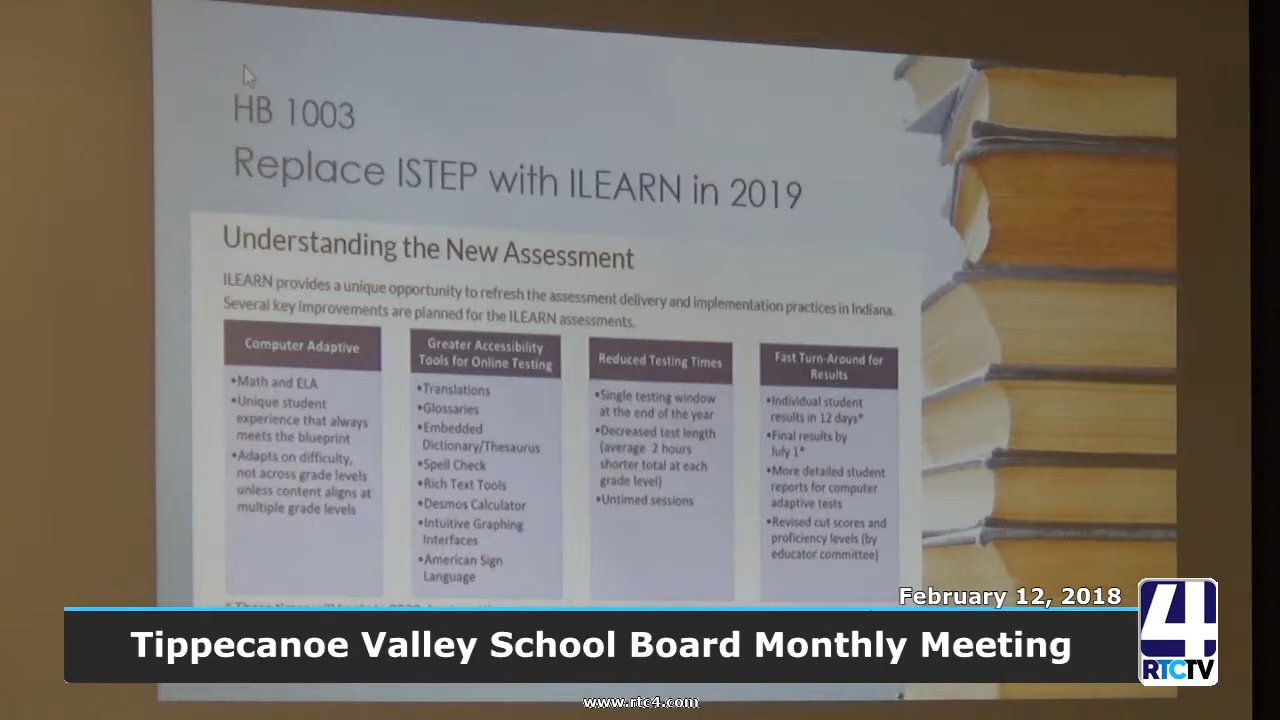 HB 1003
Replace ISTEP with ILEARN in 2019
Understanding the New Assessment
ILEARN provides a unique opportunity to refresh the assessment delivery and implementation practices in Indiana.
Several key improvements are planned for the ILEARN assessments.
Computer Adaptive
•Math and ELA
•Unique student
experience that always
meets the blueprint
•Adapts on difficulty,
not across grade levels
unless content aligns at
multiple grade levels
Greater Accessibility
Tools for Online Testing
•Translations
•Glossaries
•Embedded
Dictionary/Thesaurus
•Spell Check
•Rich Text Tools
•Desmos Calculator
•Intuitive Graphing
Interfaces
•American Sign
Language
Reduced Testing Times
•Single testing window
at the end of the year
•Decreased test length
(average 2 hours
shorter total at each
grade level)
•Untimed sessions
Fast Turn-Around for
Results
•Individual student
results in 12 days*
•Final results by
July 1*
•More detailed student
reports for computer
adaptive tests
•Revised cut scores and
proficiency levels (by
educator committee)
February 12, 2018
Tippecanoe Valley School Board Monthly Meeting
4
RTCTV
www.rtc4.com